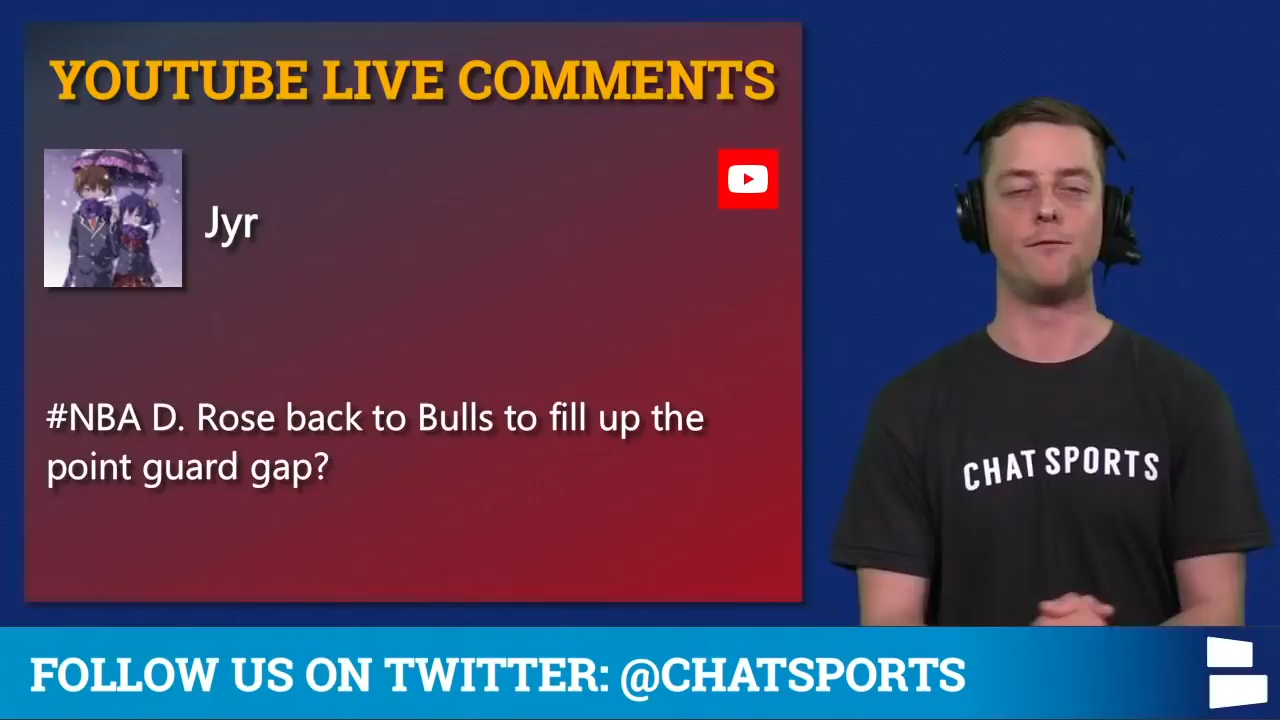 YOUTUBE LIVE COMMENTS
Jyr
#NBA D. Rose back to Bulls to fill up the
point guard gap?
CHAT SPORTS
FOLLOW US ON TWITTER: @CHATSPORTS